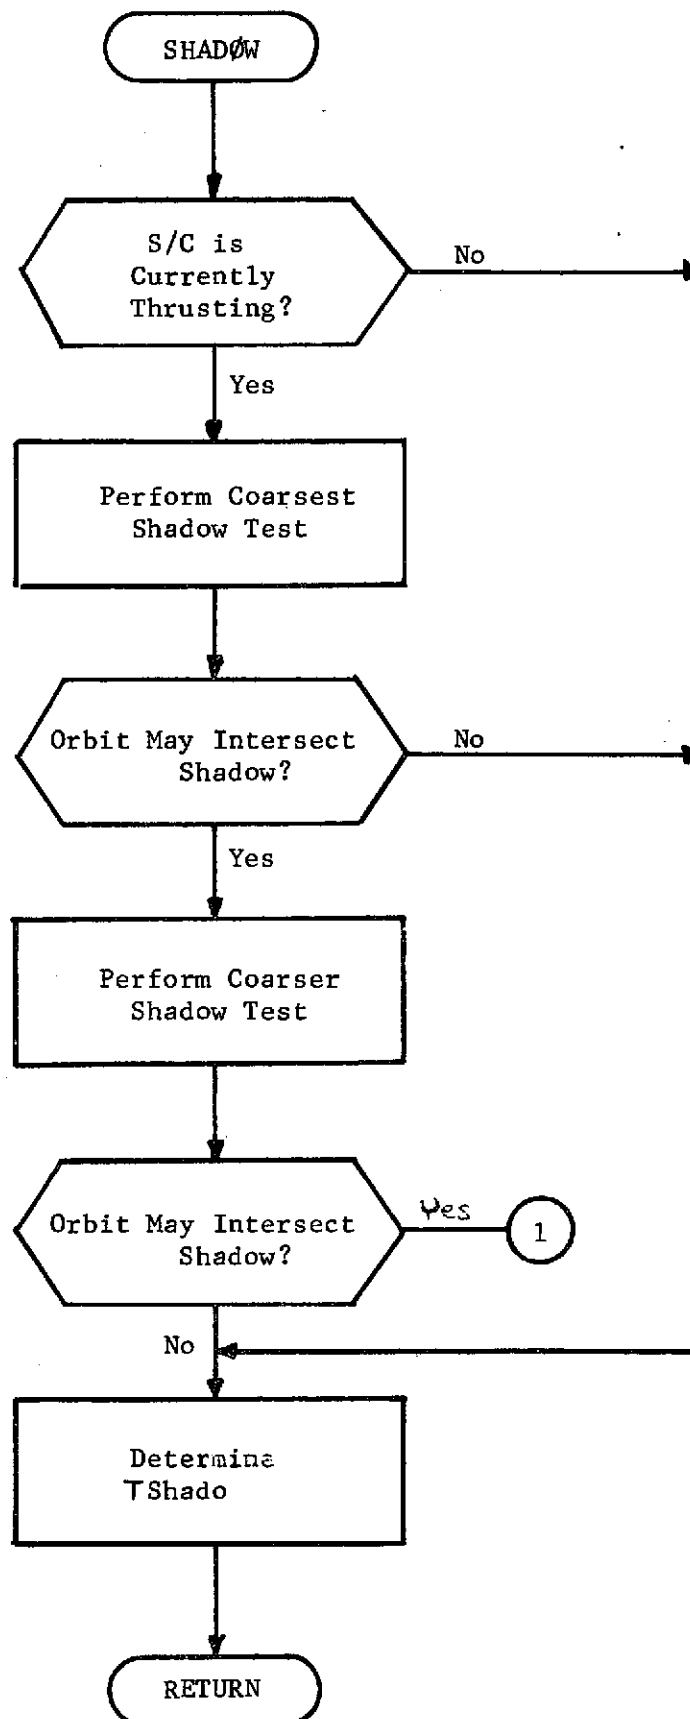 SHADØW
S/C is
Currently
Thrusting?
No
Yes
Perform Coarsest
Shadow Test
Orbit May Intersect
Shadow?
No
Yes
Perform Coarser
Shadow Test
Orbit May Intersect
Shadow?
Yes
1
No
Determine
TShado
RETURN